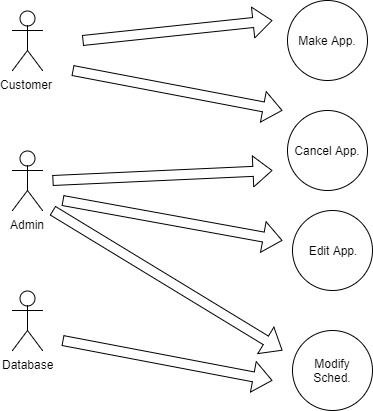 Make App.
Customer
Cancel App.
Admin
Edit App.
Database
Modify
Sched.